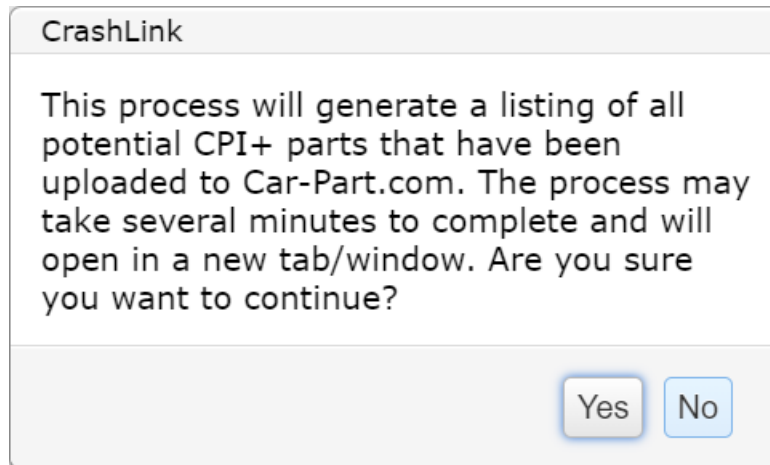 CrashLink
This process will generate a listing of all
potential CPI+ parts that have been
uploaded to Car-Part.com. The process may
take several minutes to complete and will
open in a new tab/window. Are you sure
you want to continue?
Yes No